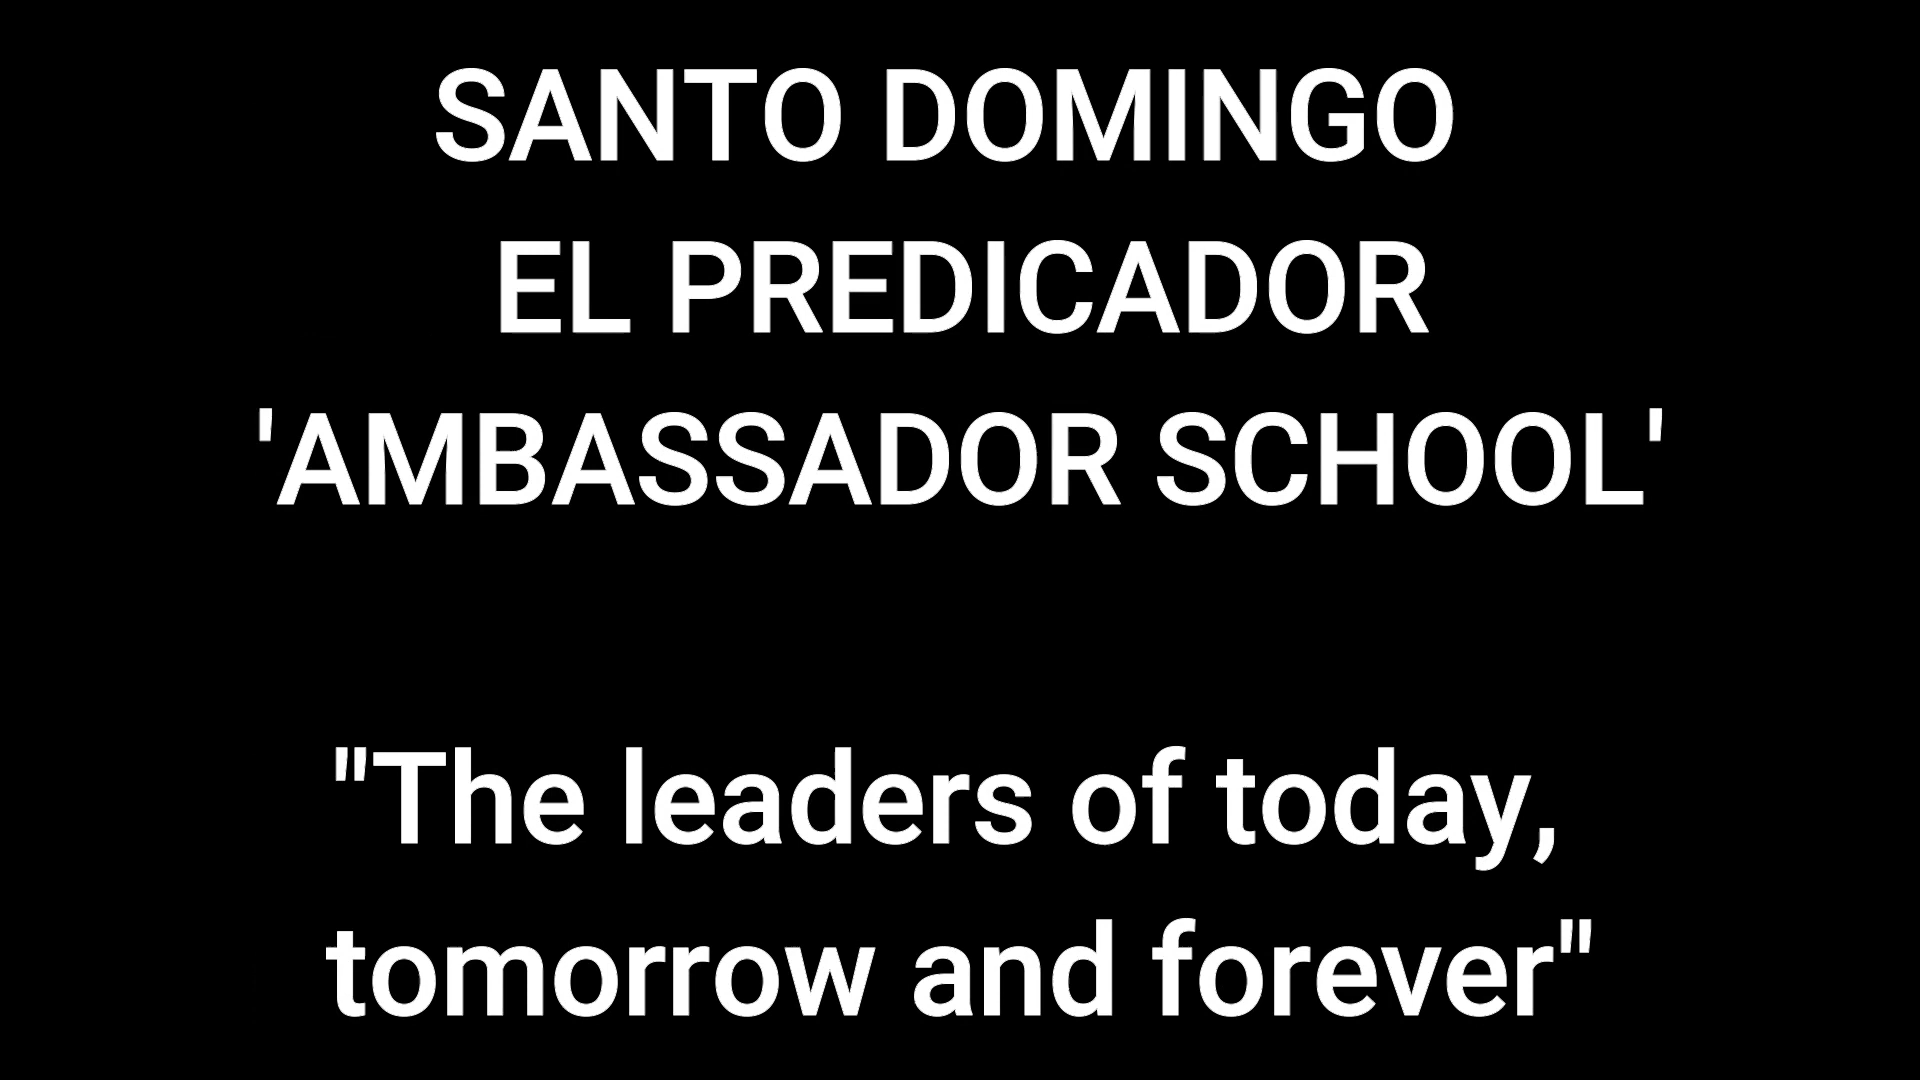 SANTO DOMINGO
EL PREDICADOR
'AMBASSADOR SCHOOL'
"The leaders of today,
tomorrow and forever"